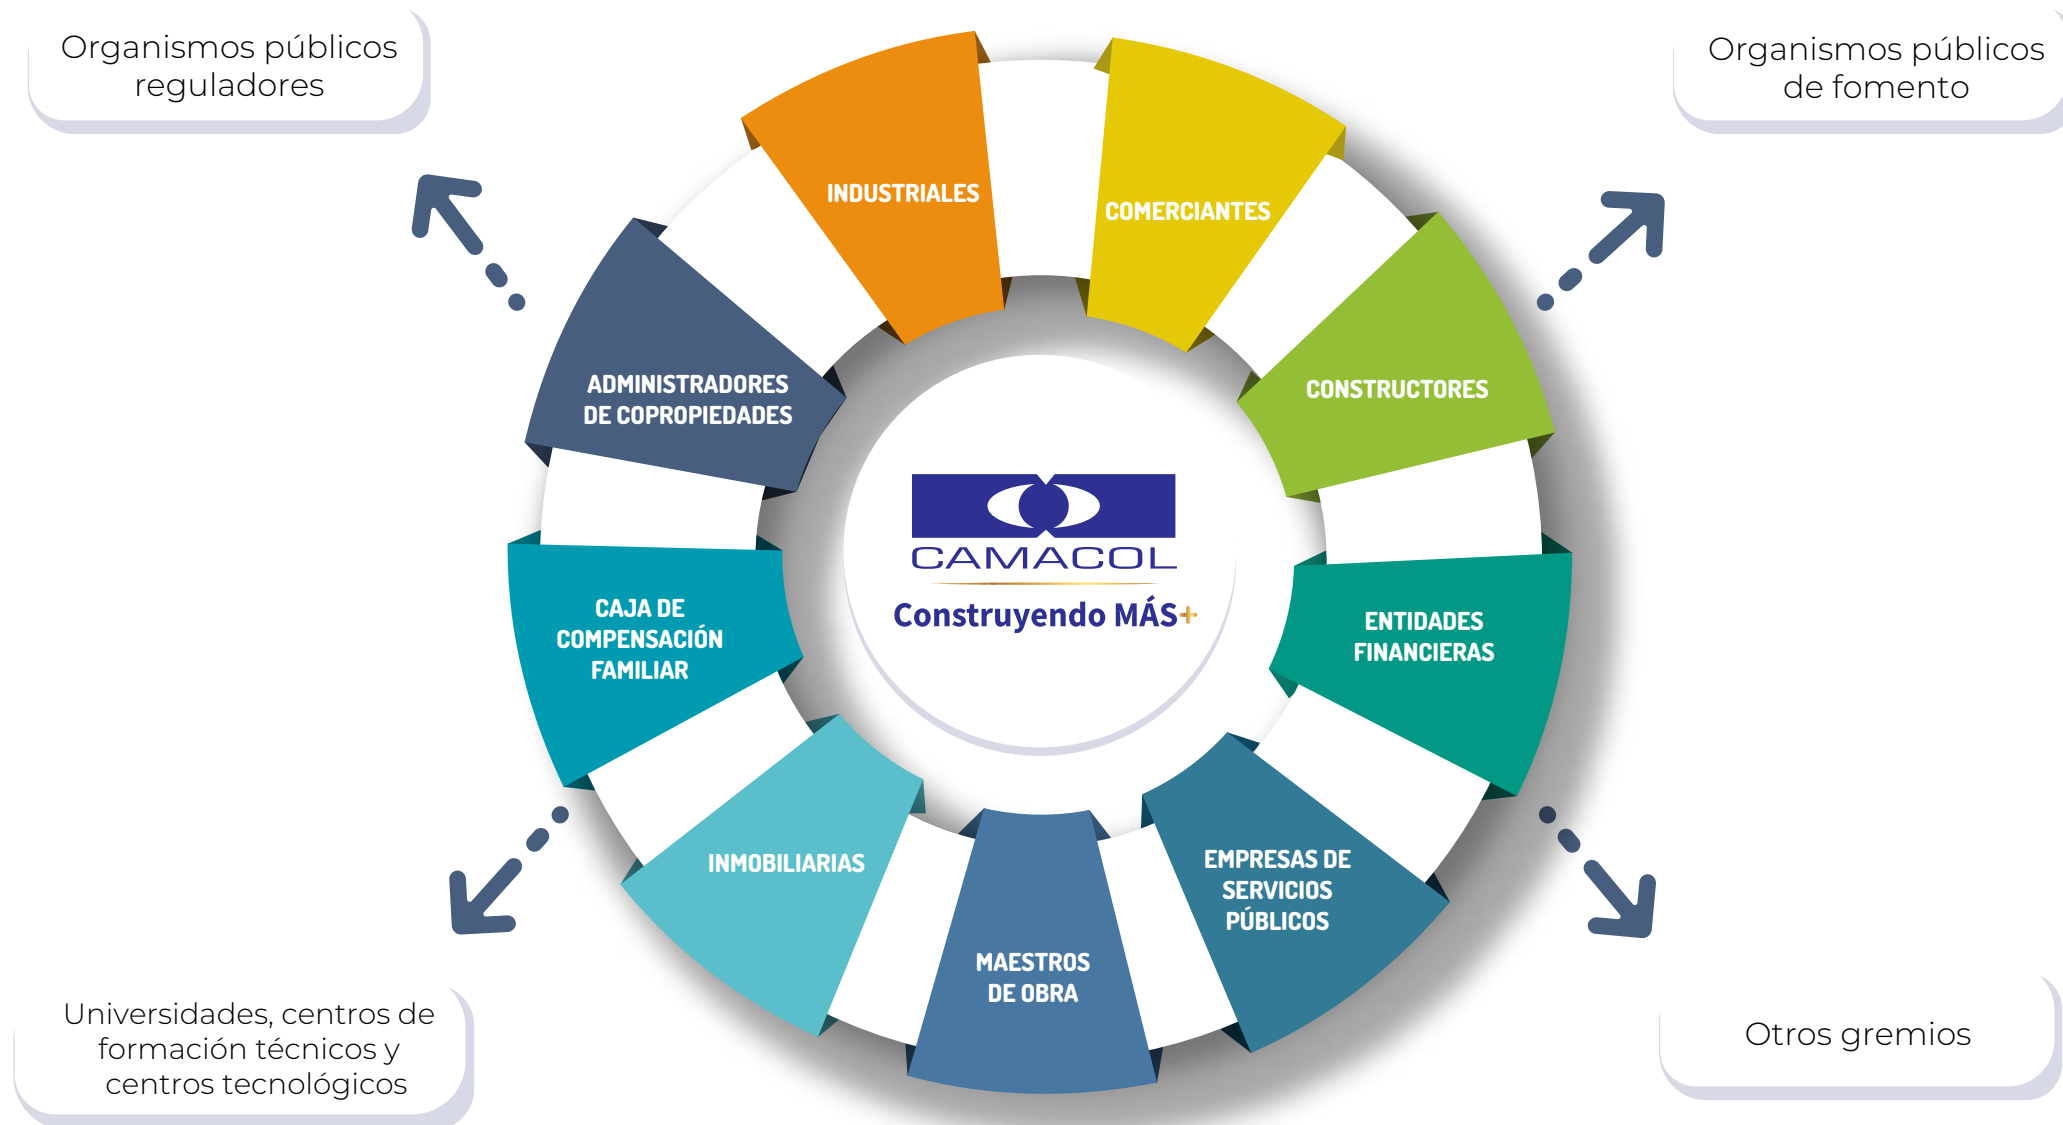 Organismos públicos
reguladores
Organismos públicos
de fomento
INDUSTRIALES
COMERCIANTES
CONSTRUCTORES
ENTIDADES
FINANCIERAS
EMPRESAS DE
SERVICIOS
PÚBLICOS
MAESTROS
DE OBRA
INMOBILIARIAS
CAJA DE
COMPENSACIÓN
FAMILIAR
ADMINISTRADORES
DE COPROPIEDADES
CAMACOL
Construyendo MÁS+
Universidades, centros de
formación técnicos y
centros tecnológicos
Otros gremios